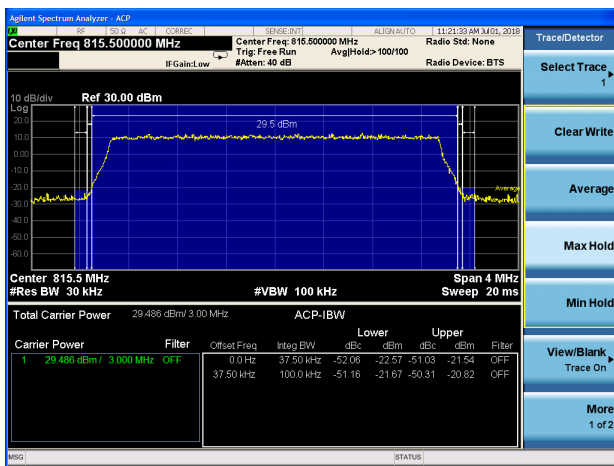 Agilent Spectrum Analyzer - ACP
LXI RF 50 Ω AC CORREC SENSE:INT ALIGN AUTO 11:21:33 AM Jul 01, 2018
Center Freq 815.500000 MHz
Center Freq: 815.500000 MHz Radio Std: None
Trig: Free Run Avg|Hold:> 100/100
IFGain:Low #Atten: 40 dB Radio Device: BTS
10 dB/div Ref 30.00 dBm
Log
20.0
29.5 dBm
10.0
0.00
-10.0
-20.0
Average
-30.0
-40.0
-50.0
-60.0
Center 815.5 MHz Span 4 MHz
#Res BW 30 kHz #VBW 100 kHz Sweep 20 ms
Total Carrier Power 29.486 dBm/ 3.00 MHz ACP-IBW
Lower Upper
Carrier Power Filter Offset Freq Integ BW dBc dBm dBc dBm Filter
1 29.486 dBm / 3.000 MHz OFF 0.0 Hz 37.50 kHz -52.06 -22.57 -51.03 -21.54 OFF
37.50 kHz 100.0 kHz -51.16 -21.67 -50.31 -20.82 OFF
MSG STATUS
Trace/Detector
Select Trace
1
Clear Write
Average
Max Hold
Min Hold
View/Blank
Trace On
More
1 of 2